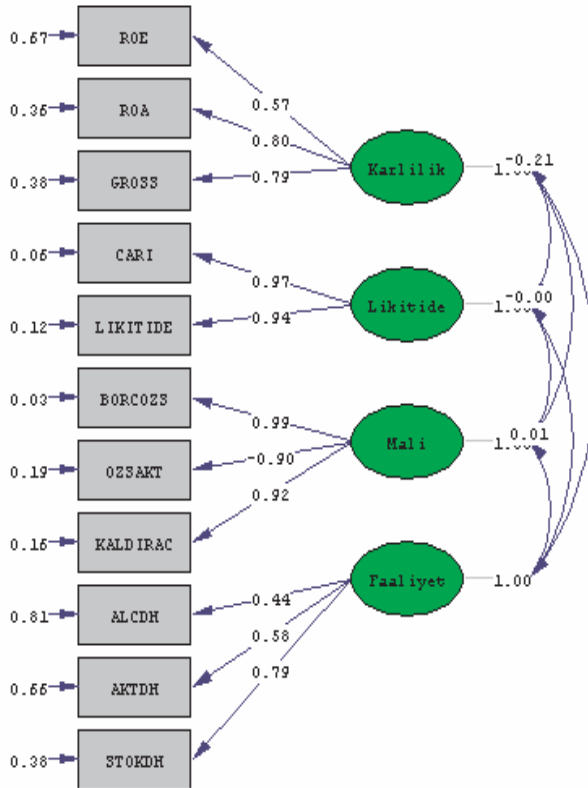 0.67 ROE 0.57
0.36 ROA 0.80
0.38 GROSS 0.79 Karlilik -0.21
0.06 CARI 0.97
0.12 LIKITIDE 0.94 Likitide -0.00
0.03 BORCOZS 0.99
0.19 OZSAKT -0.90 Mali 0.01
0.16 KALDIRAC 0.92
0.81 ALCDH 0.44 Faaliyet 1.00
0.66 AKTDH 0.58
0.38 STOKDH 0.79